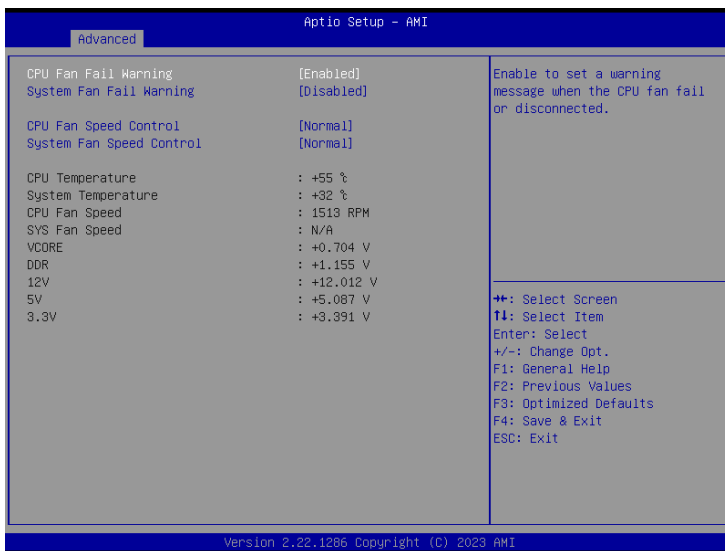 Aptio Setup - AMI
Advanced
CPU Fan Fail Warning [Enabled]
System Fan Fail Warning [Disabled]
CPU Fan Speed Control [Normal]
System Fan Speed Control [Normal]
CPU Temperature : +55 ℃
System Temperature : +32 ℃
CPU Fan Speed : 1513 RPM
SYS Fan Speed : N/A
VCORE : +0.704 V
DDR : +1.155 V
12V : +12.012 V
5V : +5.087 V
3.3V : +3.391 V
Enable to set a warning
message when the CPU fan fail
or disconnected.
→←: Select Screen
↑↓: Select Item
Enter: Select
+/-: Change Opt.
F1: General Help
F2: Previous Values
F3: Optimized Defaults
F4: Save & Exit
ESC: Exit
Version 2.22.1286 Copyright (C) 2023 AMI